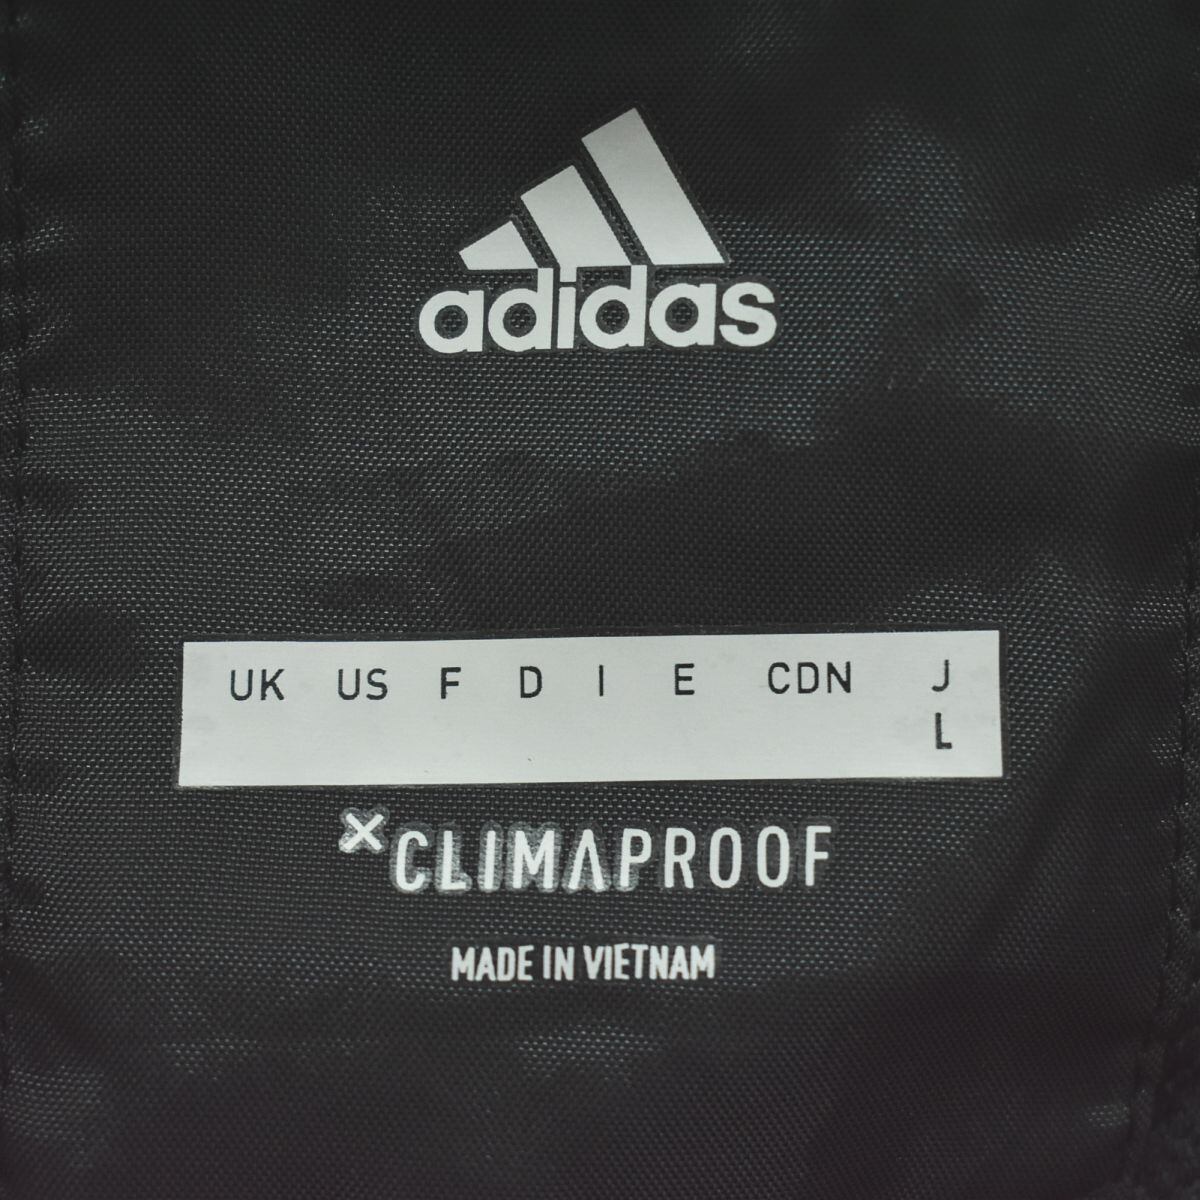 adidas
UK US F D I E CDN J
L
×CLIMAPROOF
MADE IN VIETNAM